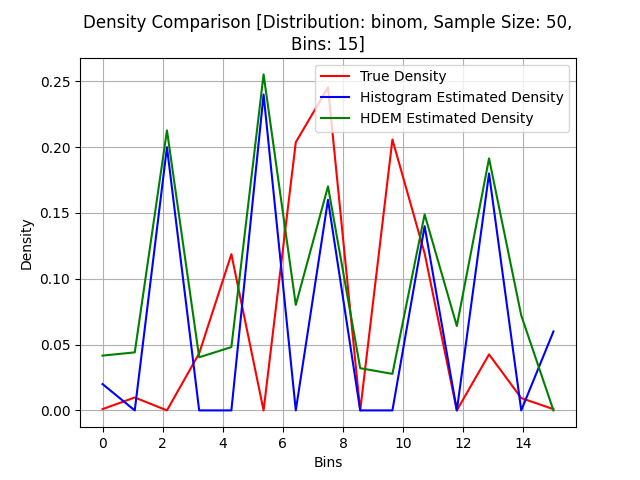 Density Comparison [Distribution: binom, Sample Size: 50,
Bins: 15]
True Density
Histogram Estimated Density
HDEM Estimated Density
0.25
0.20
0.15
0.10
0.05
0.00
Density
0 2 4 6 8 10 12 14
Bins